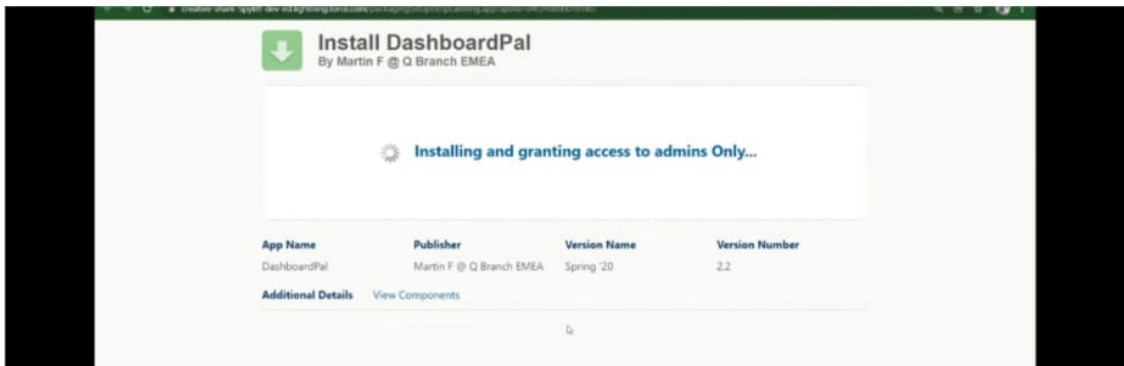 Install DashboardPal
By Martin F @ Q Branch EMEA
Installing and granting access to admins Only...
App Name Publisher Version Name Version Number
DashboardPal Martin F @ Q Branch EMEA Spring '20 2.2
Additional Details View Components